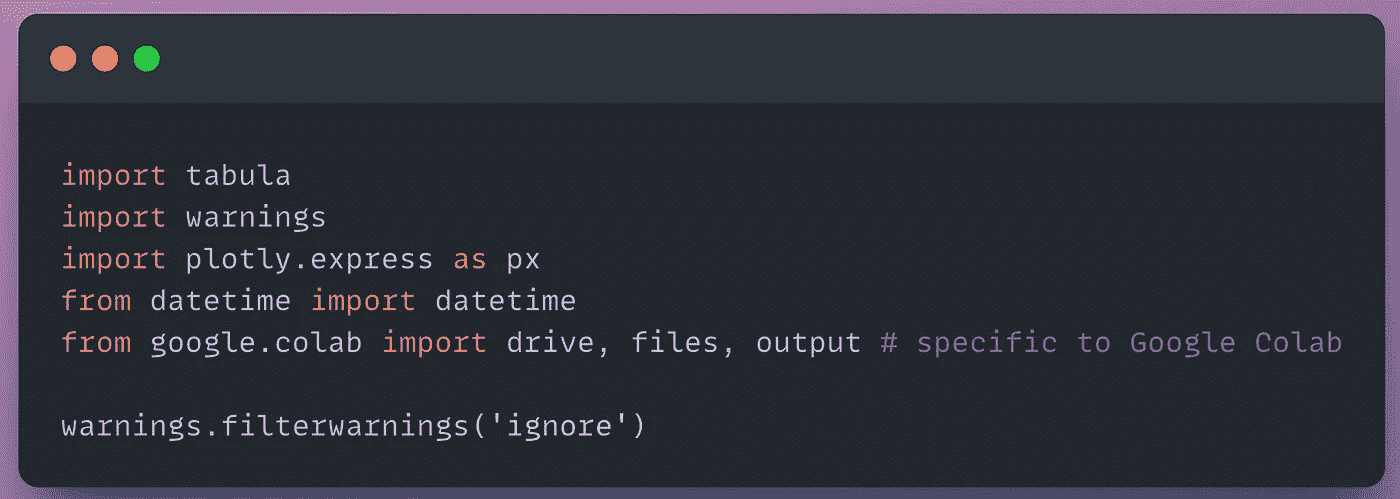 import tabula
import warnings
import plotly.express as px
from datetime import datetime
from google.colab import drive, files, output # specific to Google Colab
warnings.filterwarnings('ignore')